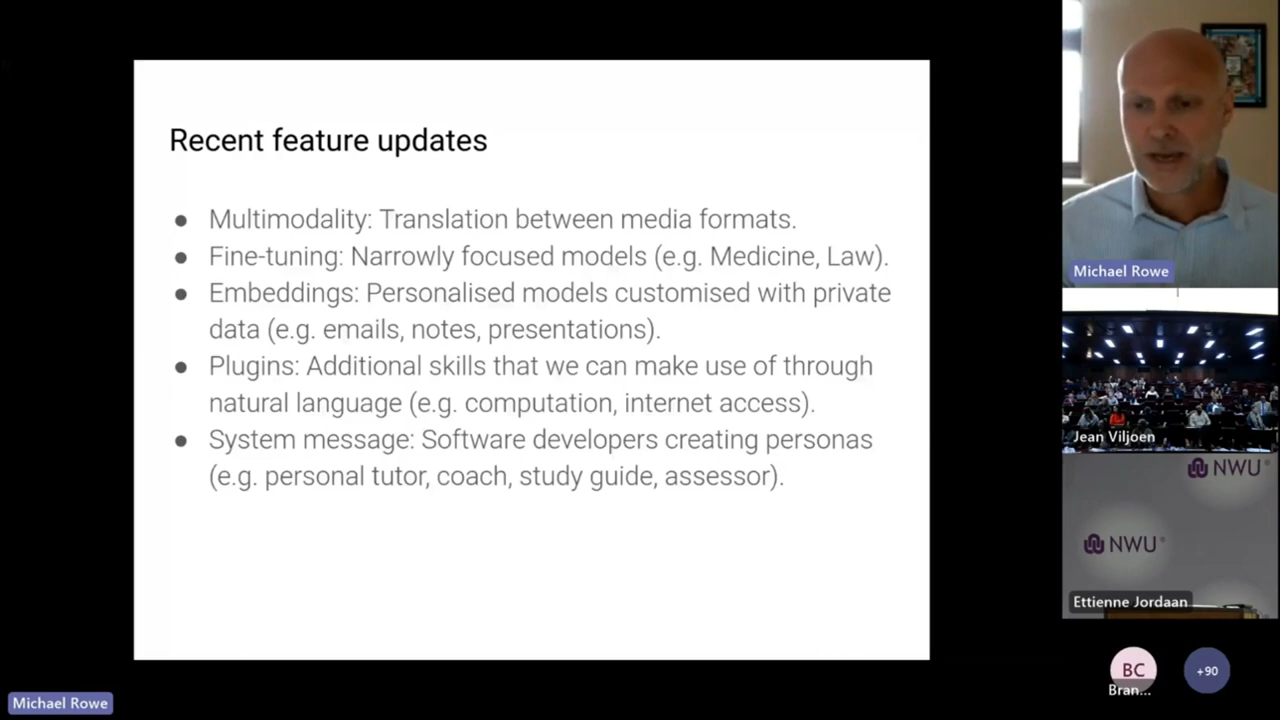 Recent feature updates
● Multimodality: Translation between media formats.
● Fine-tuning: Narrowly focused models (e.g. Medicine, Law).
● Embeddings: Personalised models customised with private
data (e.g. emails, notes, presentations).
● Plugins: Additional skills that we can make use of through
natural language (e.g. computation, internet access).
● System message: Software developers creating personas
(e.g. personal tutor, coach, study guide, assessor).
Michael Rowe
Jean Viljoen
NWU®
NWU®
Ettienne Jordaan
BC
+90
Bran...
Michael Rowe